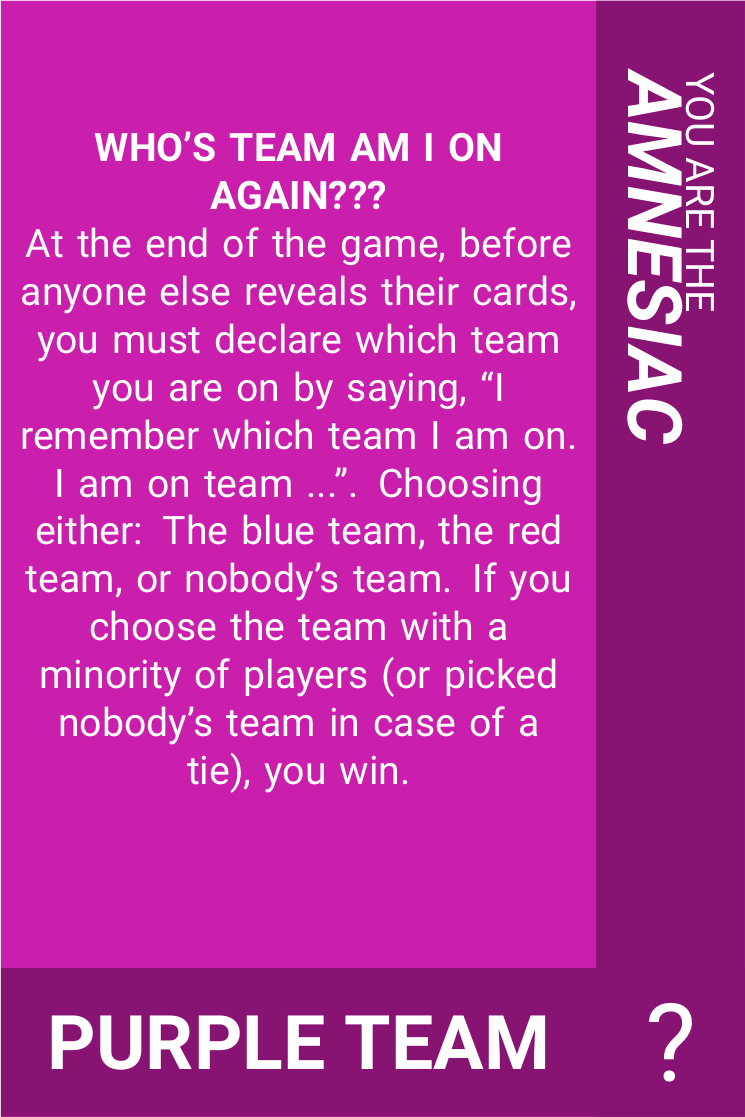 WHO’S TEAM AM I ON
AGAIN???
At the end of the game, before
anyone else reveals their cards,
you must declare which team
you are on by saying, “I
remember which team I am on.
I am on team ...”.  Choosing
either:  The blue team, the red
team, or nobody’s team.  If you
choose the team with a
minority of players (or picked
nobody’s team in case of a
tie), you win.
YOU ARE THE
AMNESIAC
PURPLE TEAM
?